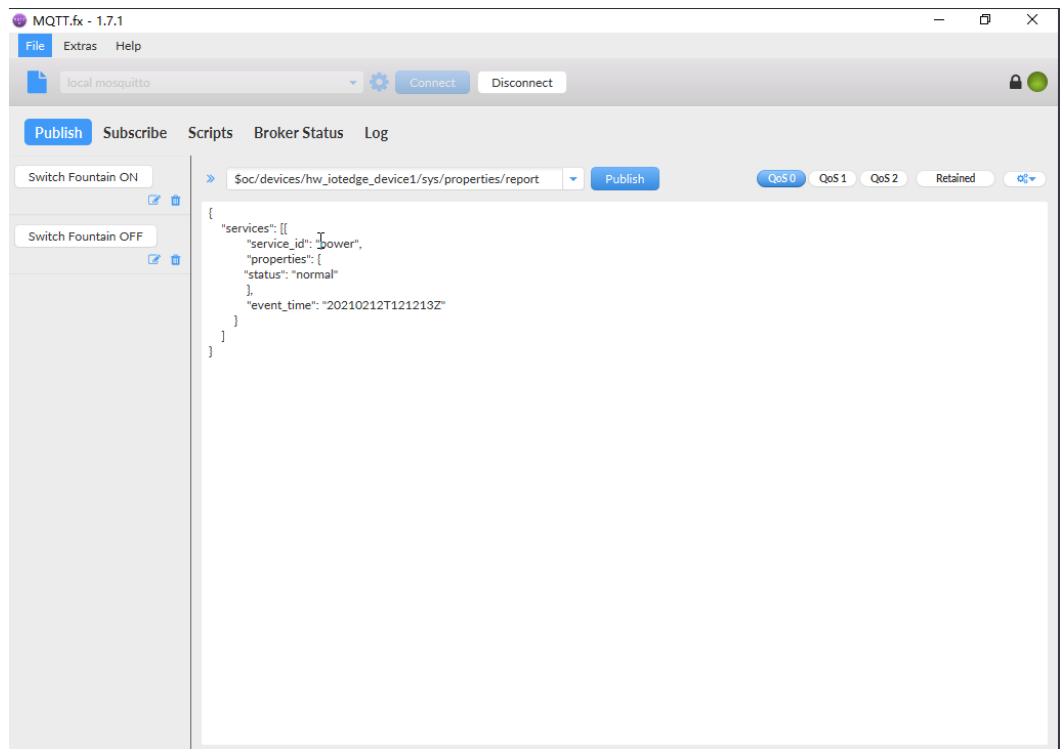 MQTT.fx - 1.7.1
File Extras Help
local mosquitto Connect Disconnect
Publish Subscribe Scripts Broker Status Log
Switch Fountain ON
Switch Fountain OFF
$oc/devices/hw_iotedge_device1/sys/properties/report Publish QoS 0 QoS 1 QoS 2 Retained
{
"services": [{
"service_id": "power",
"properties": {
"status": "normal"
},
"event_time": "20210212T121213Z"
}
]
}